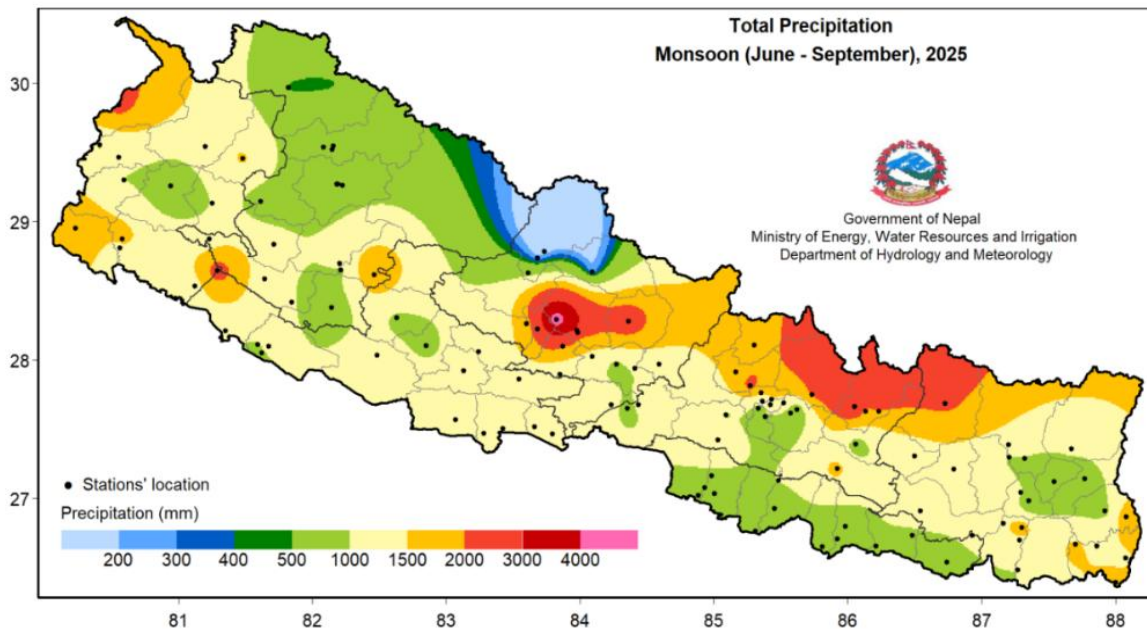 Total Precipitation
Monsoon (June - September), 2025
Government of Nepal
Ministry of Energy, Water Resources and Irrigation
Department of Hydrology and Meteorology
30
29
28
27
Stations' location
Precipitation (mm)
200 300 400 500 1000 1500 2000 3000 4000
81 82 83 84 85 86 87 88